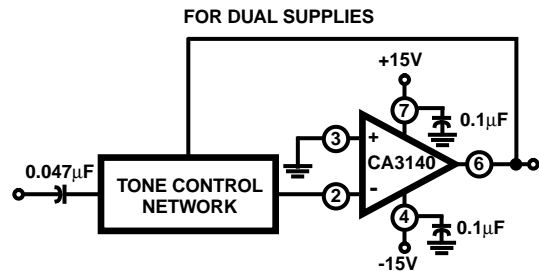 FOR DUAL SUPPLIES
+15V
7
0.1μF
3
+
CA3140
6
0.047μF
TONE CONTROL
NETWORK
2
-
4
0.1μF
-15V